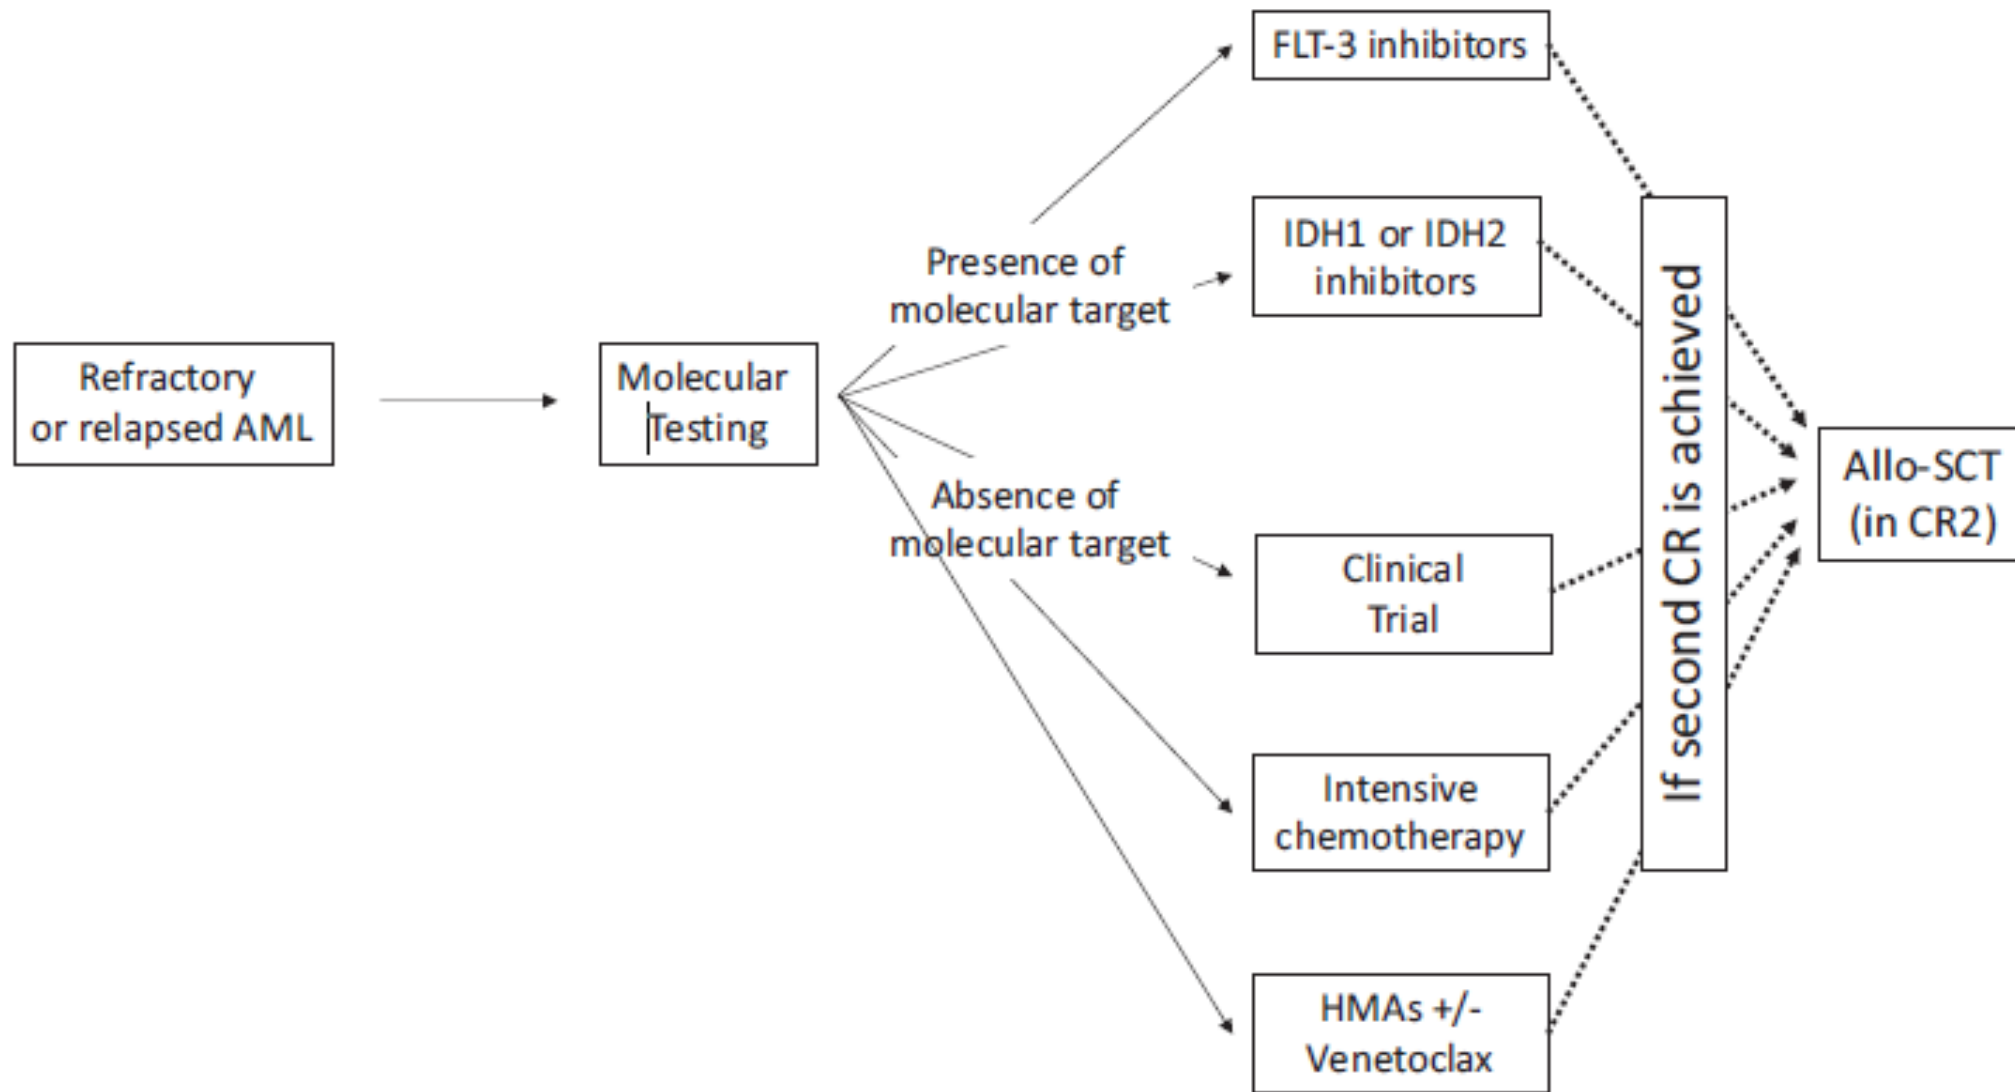 Refractory
or relapsed AML
Molecular
Testing
Presence of
molecular target
Absence of
molecular target
FLT-3 inhibitors
IDH1 or IDH2
inhibitors
Clinical
Trial
Intensive
chemotherapy
HMAs +/-
Venetoclax
If second CR is achieved
Allo-SCT
(in CR2)